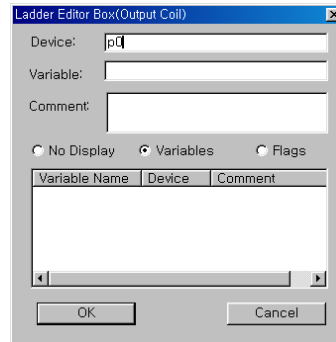 Ladder Editor Box(Output Coil)
Device: p0
Variable:
Comment:
No Display Variables Flags
Variable Name Device Comment
OK Cancel